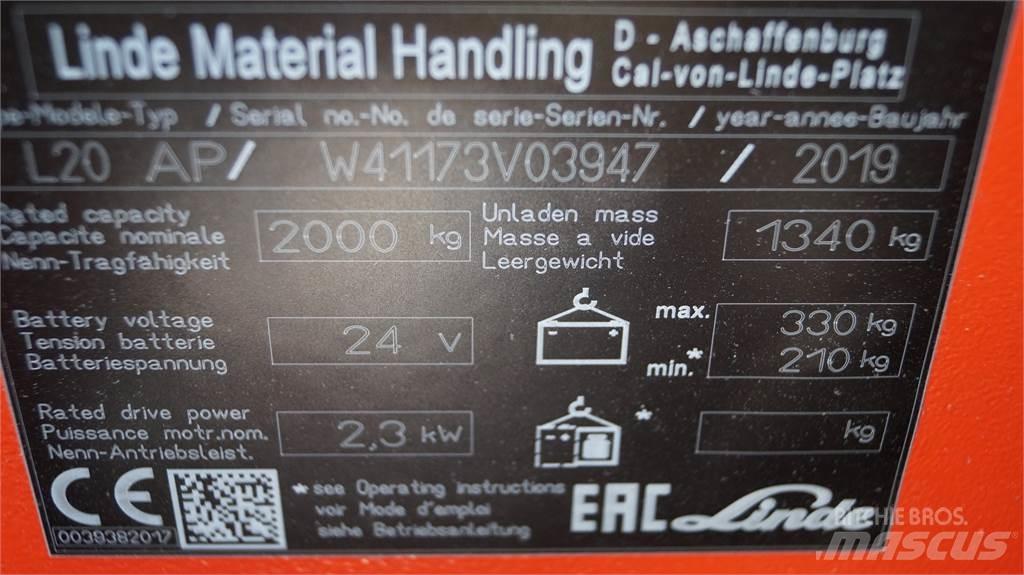 Linde Material Handling
D - Aschaffenburg
Cal-von-Linde-Platz
pe-Modele-Typ / Serial no.-No. de serie-Serien-Nr. / year-annee-Baujahr
L20 AP/ W41173V03947 / 2019
Rated capacity
Capacite nominale
Nenn-Tragfähigkeit
2000 kg
Unladen mass
Masse a vide
Leergewicht
1340 kg
Battery voltage
Tension batterie
Batteriespannung
24 V
max. 330 kg
min.* 210 kg
Rated drive power
Puissance motr.nom.
Nenn-Antriebsleist.
2,3 kW
* kg
CE
0039382017
*see Operating instructions
voir Mode d'emploi
siehe Betriebsanleitung
EAC
Linde
RITCHIE BROS.
MASCUS